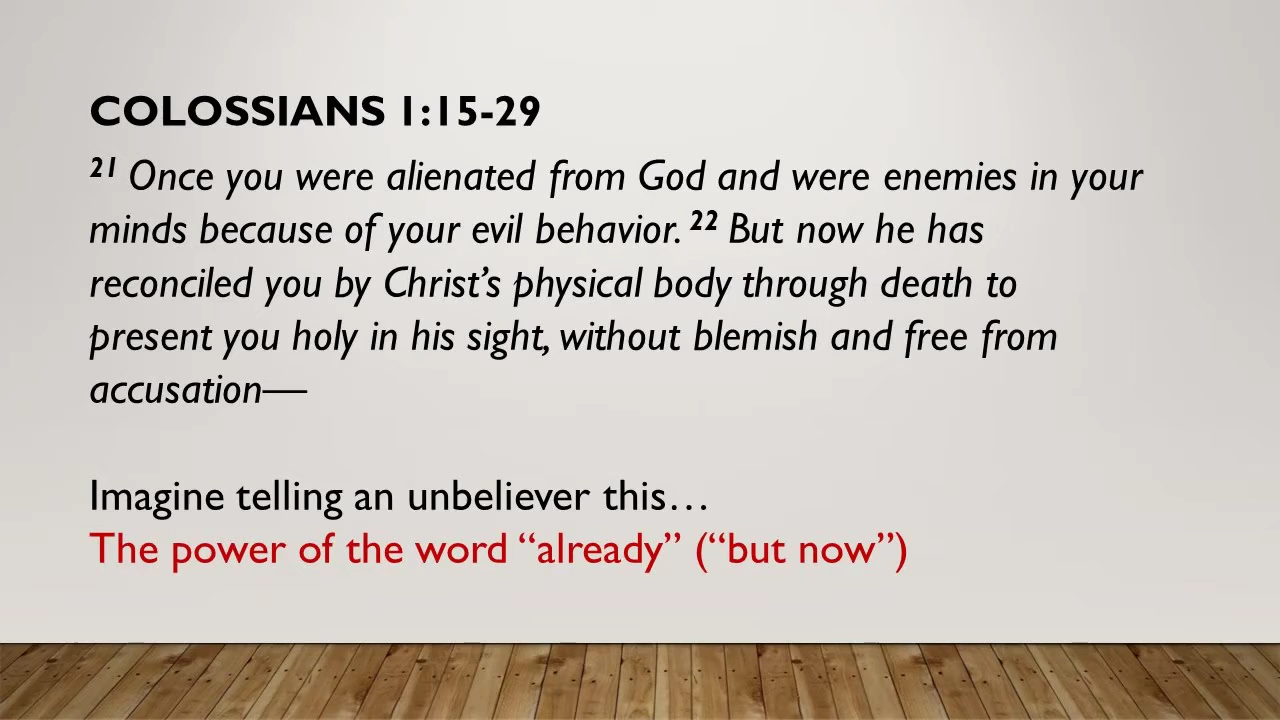 COLOSSIANS 1:15-29
21 Once you were alienated from God and were enemies in your
minds because of your evil behavior. 22 But now he has
reconciled you by Christ’s physical body through death to
present you holy in his sight, without blemish and free from
accusation—
Imagine telling an unbeliever this…
The power of the word “already” (“but now”)